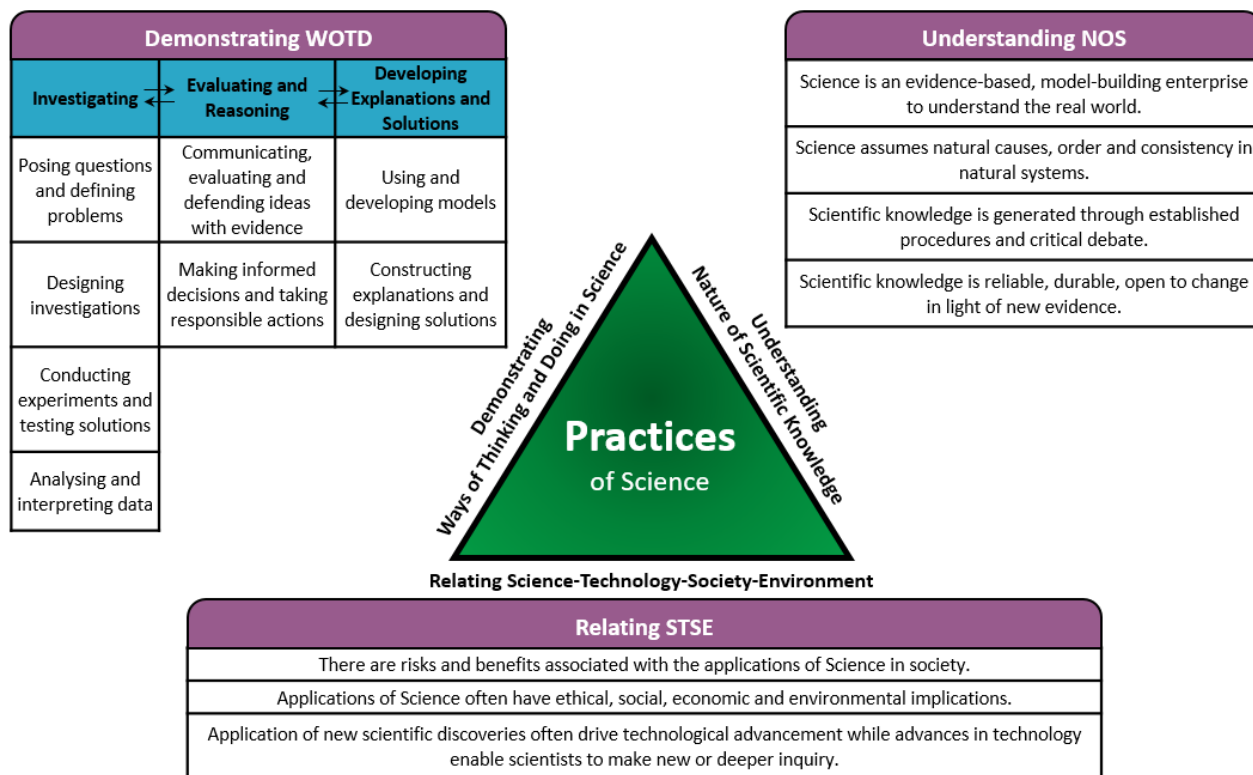 Demonstrating WOTD
Investigating
Evaluating and
Reasoning
Developing
Explanations and
Solutions
Posing questions
and defining
problems
Communicating,
evaluating and
defending ideas
with evidence
Using and
developing models
Designing
investigations
Making informed
decisions and taking
responsible actions
Constructing
explanations and
designing solutions
Conducting
experiments and
testing solutions
Analysing and
interpreting data
Understanding NOS
Science is an evidence-based, model-building enterprise
to understand the real world.
Science assumes natural causes, order and consistency in
natural systems.
Scientific knowledge is generated through established
procedures and critical debate.
Scientific knowledge is reliable, durable, open to change
in light of new evidence.
Demonstrating
Ways of Thinking and Doing in Science
Understanding
Nature of Scientific Knowledge
Practices
of Science
Relating Science-Technology-Society-Environment
Relating STSE
There are risks and benefits associated with the applications of Science in society.
Applications of Science often have ethical, social, economic and environmental implications.
Application of new scientific discoveries often drive technological advancement while advances in technology
enable scientists to make new or deeper inquiry.